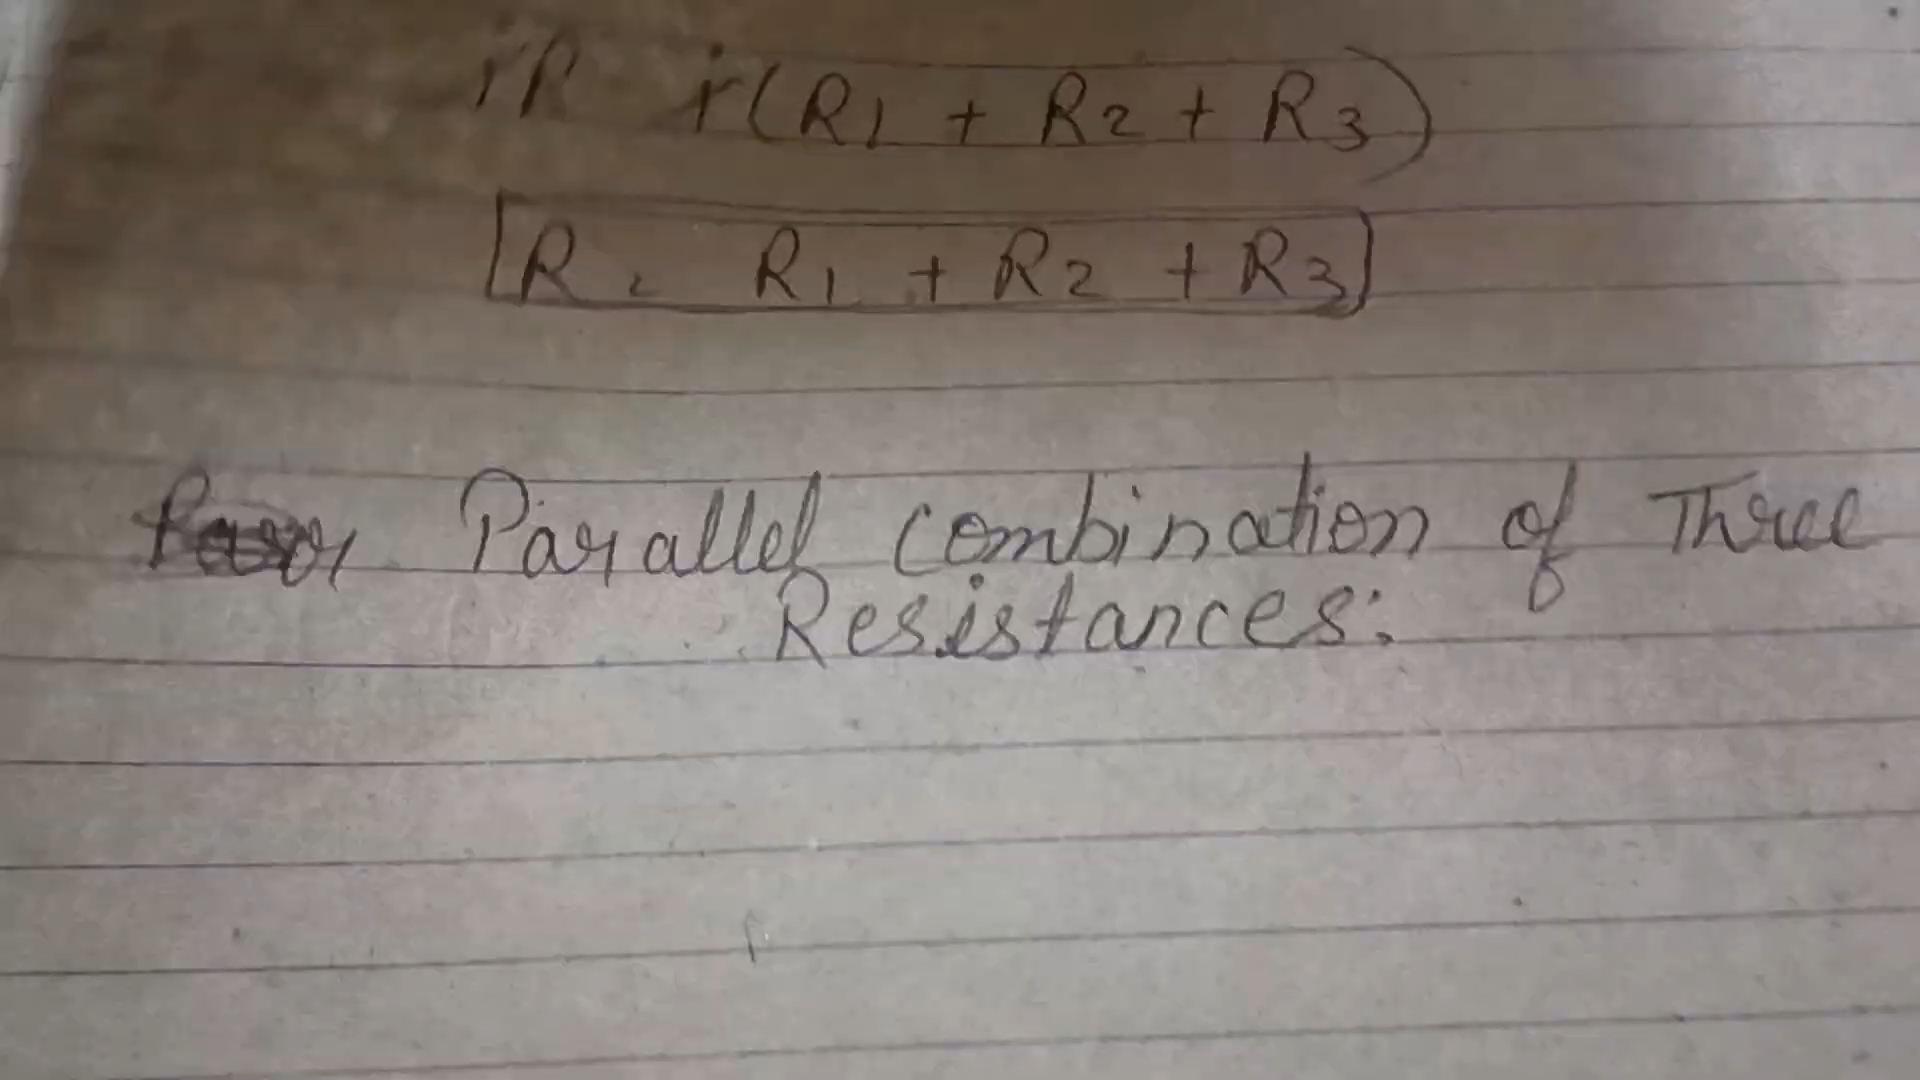 iR i(R1 + R2 + R3)
R. R1 + R2 + R3
Parallel combination of Three
Resistances: